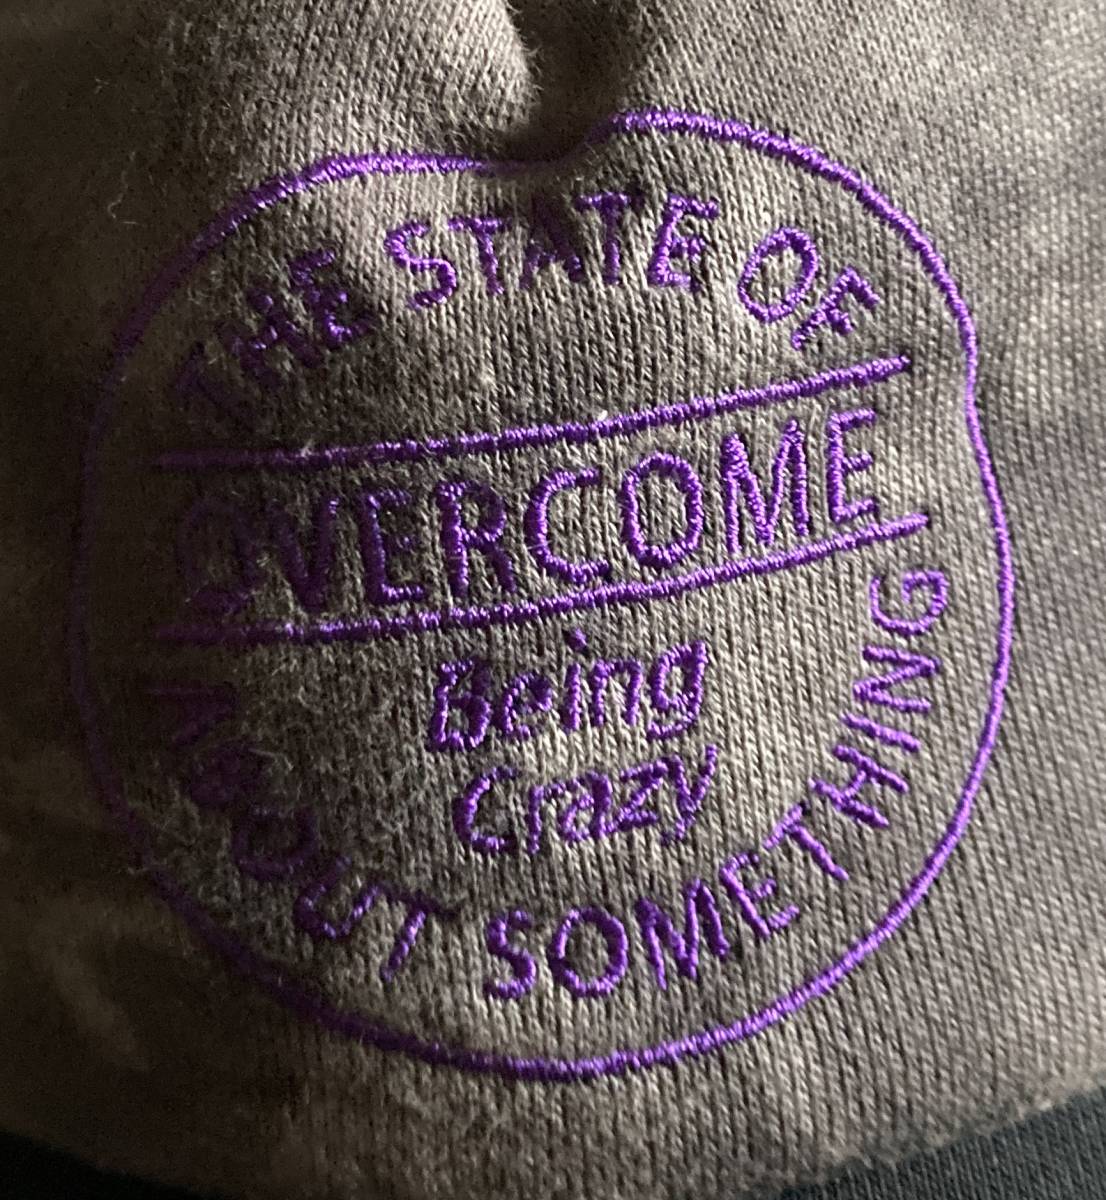 THE STATE OF
OVERCOME
Being
Crazy
ABOUT SOMETHING